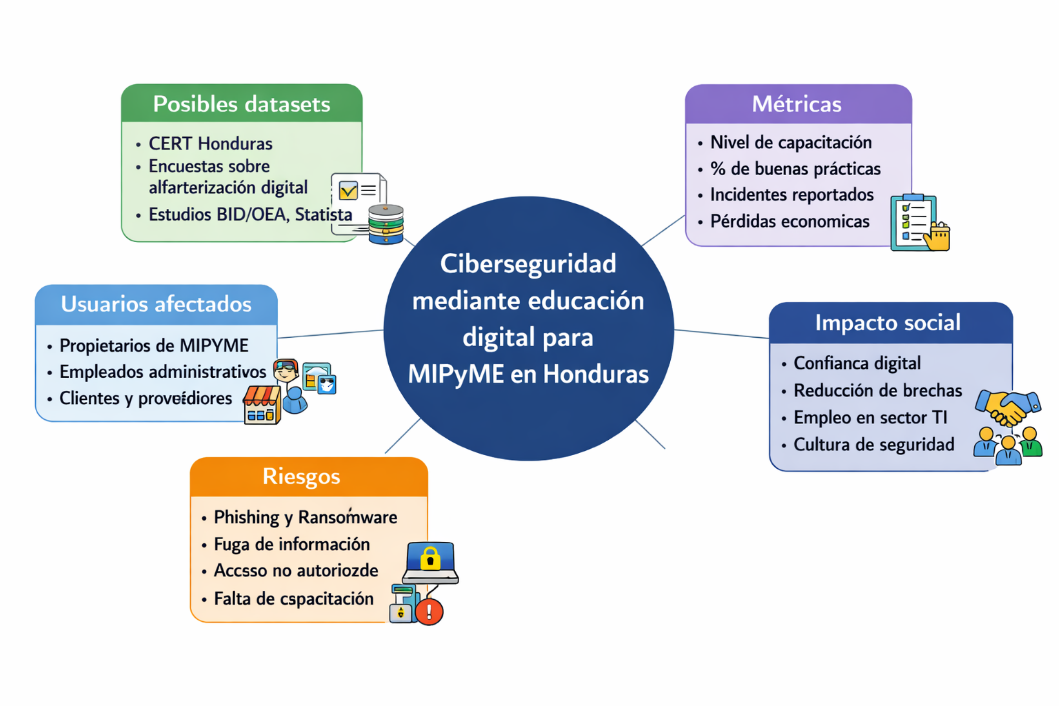 Posibles datasets
• CERT Honduras
• Encuestas sobre
alfarterización digital
• Estudios BID/OEA, Statista
Métricas
• Nivel de capacitación
• % de buenas prácticas
• Incidentes reportados
• Pérdidas economicas
Ciberseguridad
mediante educación
digital para
MIPyME en Honduras
Usuarios afectados
• Propietarios de MIPYME
• Empleados administrativos
• Clientes y proveédiores
Impacto social
• Confianca digital
• Reducción de brechas
• Empleo en sector TI
• Cultura de seguridad
Riesgos
• Phishing y Ransoḿware
• Fuga de información
• Accsso no autoriozde
• Falta de cspacitación